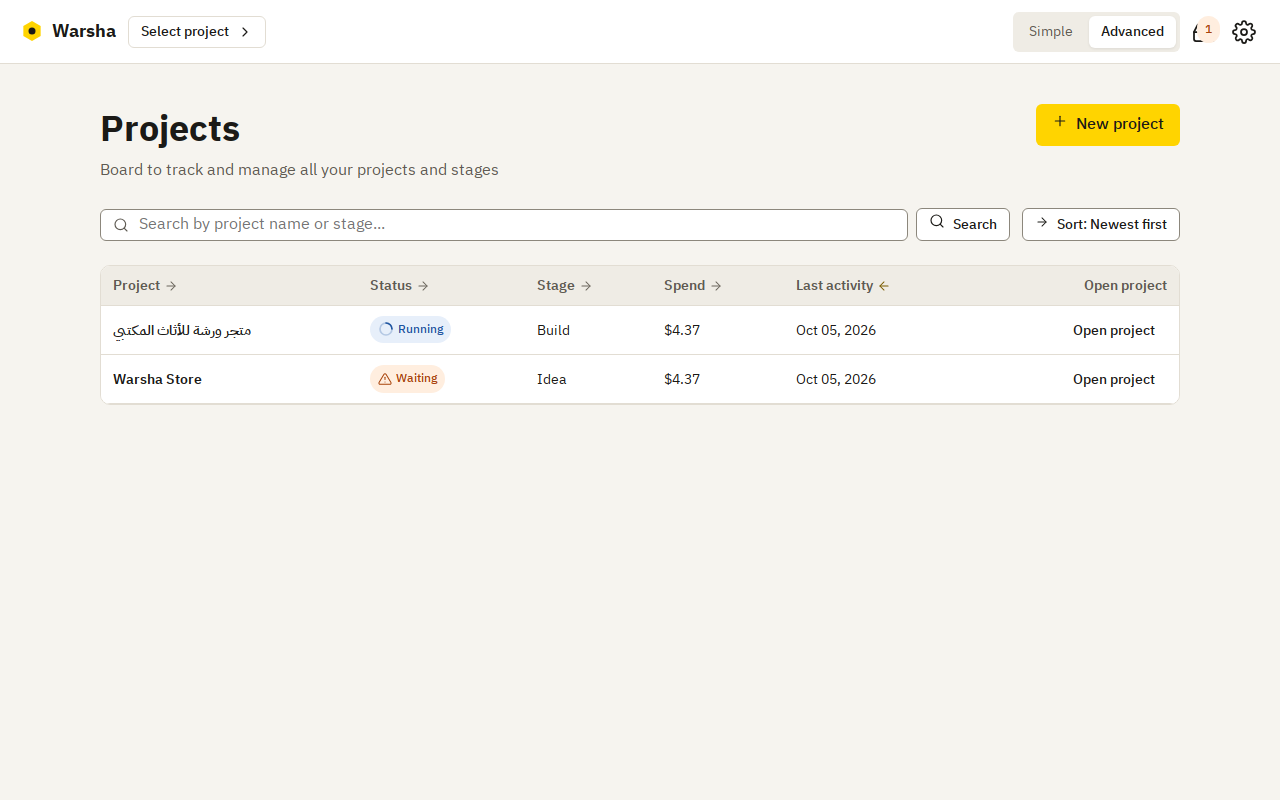 Warsha
Select project
Simple
Advanced
1
Projects
New project
Board to track and manage all your projects and stages
Search by project name or stage...
Search
Sort: Newest first
Project
Status
Stage
Spend
Last activity
Open project
متجر ورشة للأثاث المكتبي
Running
Build
$4.37
Oct 05, 2026
Open project
Warsha Store
Waiting
Idea
$4.37
Oct 05, 2026
Open project